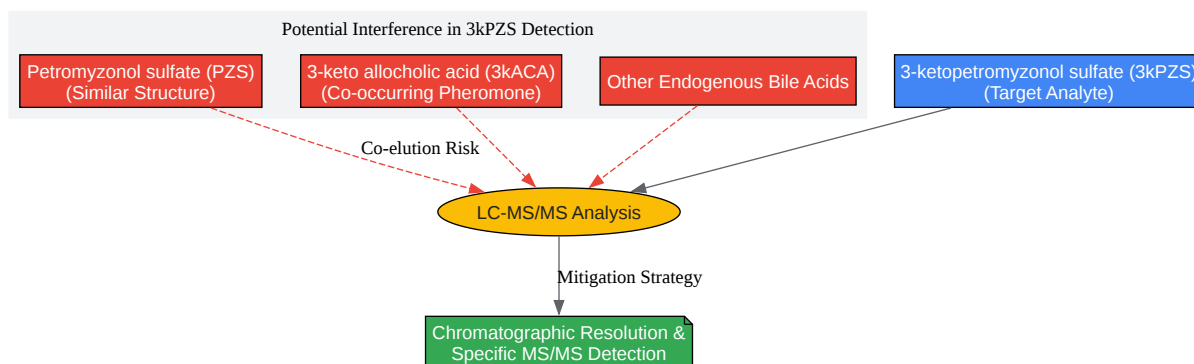 Potential Interference in 3kPZS Detection
Petromyzonol sulfate (PZS)
(Similar Structure)
3-keto allocholic acid (3kACA)
(Co-occurring Pheromone)
Other Endogenous Bile Acids
3-ketopetromyzonol sulfate (3kPZS)
(Target Analyte)
Co-elution Risk
LC-MS/MS Analysis
Mitigation Strategy
Chromatographic Resolution &
Specific MS/MS Detection